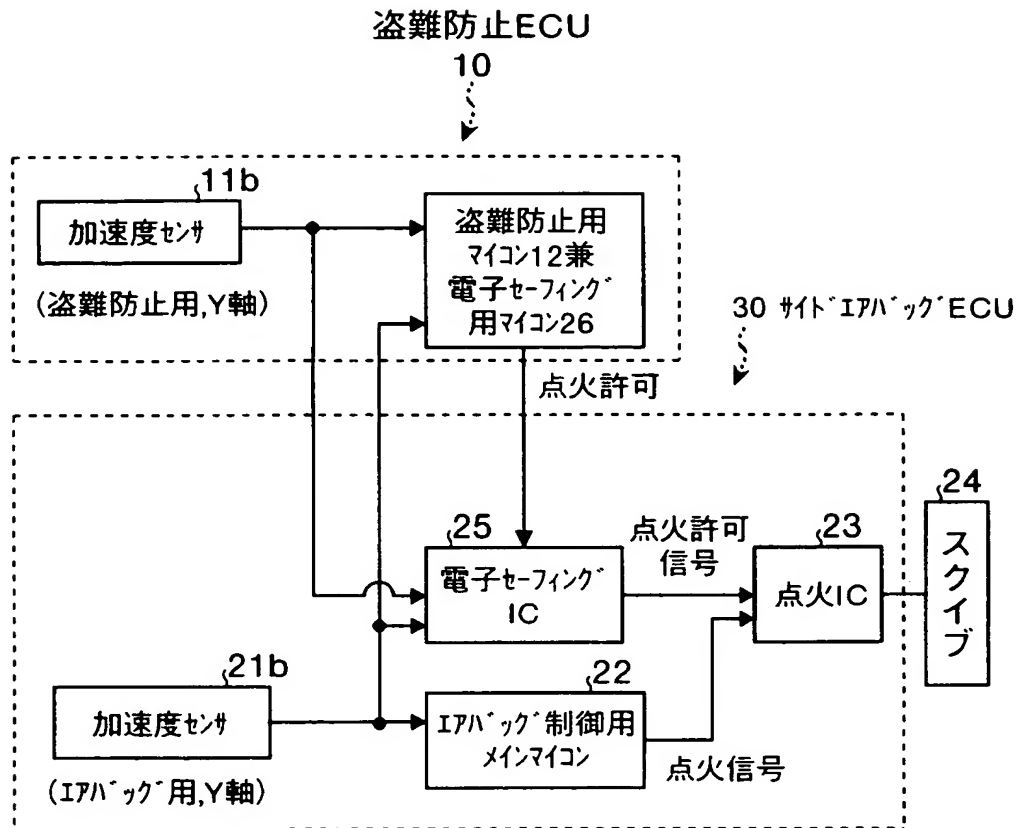 盗難防止ECU
10
11b
加速度ｾﾝｻ
(盗難防止用,Y軸)
盗難防止用
ﾏｲｺﾝ12兼
電子ｾｰﾌｨﾝｸﾞ
用ﾏｲｺﾝ26
30 ｻｲﾄﾞｴｱﾊﾞｯｸﾞECU
点火許可
25
電子ｾｰﾌｨﾝｸﾞ
IC
点火許可
信号
23
点火IC
24
スクイブ
21b
加速度ｾﾝｻ
(ｴｱﾊﾞｯｸﾞ用,Y軸)
22
ｴｱﾊﾞｯｸﾞ制御用
ﾒｲﾝﾏｲｺﾝ
点火信号